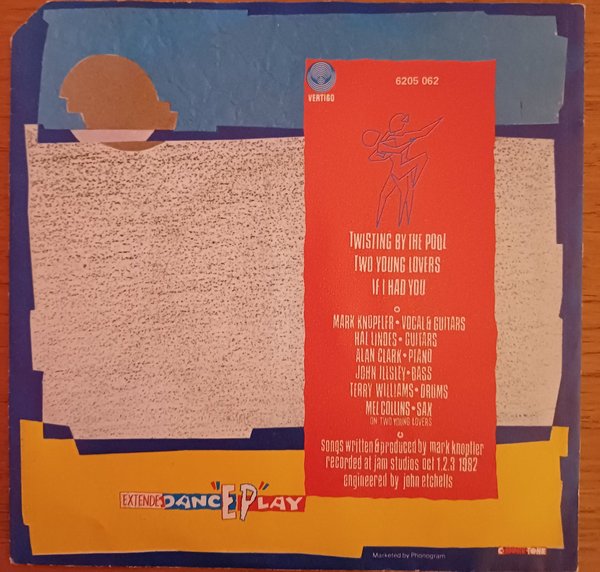 VERTIGO
6205 062
TWISTING BY THE POOL
TWO YOUNG LOVERS
IF I HAD YOU
MARK KNOPFLER • VOCAL & GUITARS
HAL LINDES • GUITARS
ALAN CLARK • PIANO
JOHN ILLSLEY • BASS
TERRY WILLIAMS • DRUMS
MEL COLLINS • SAX
ON TWO YOUNG LOVERS
songs written & produced by mark knopfler
recorded at jam studios oct 1.2.3 1982
engineered by john etchells
EXTENDEDANC"EP"LAY
Marketed by Phonogram